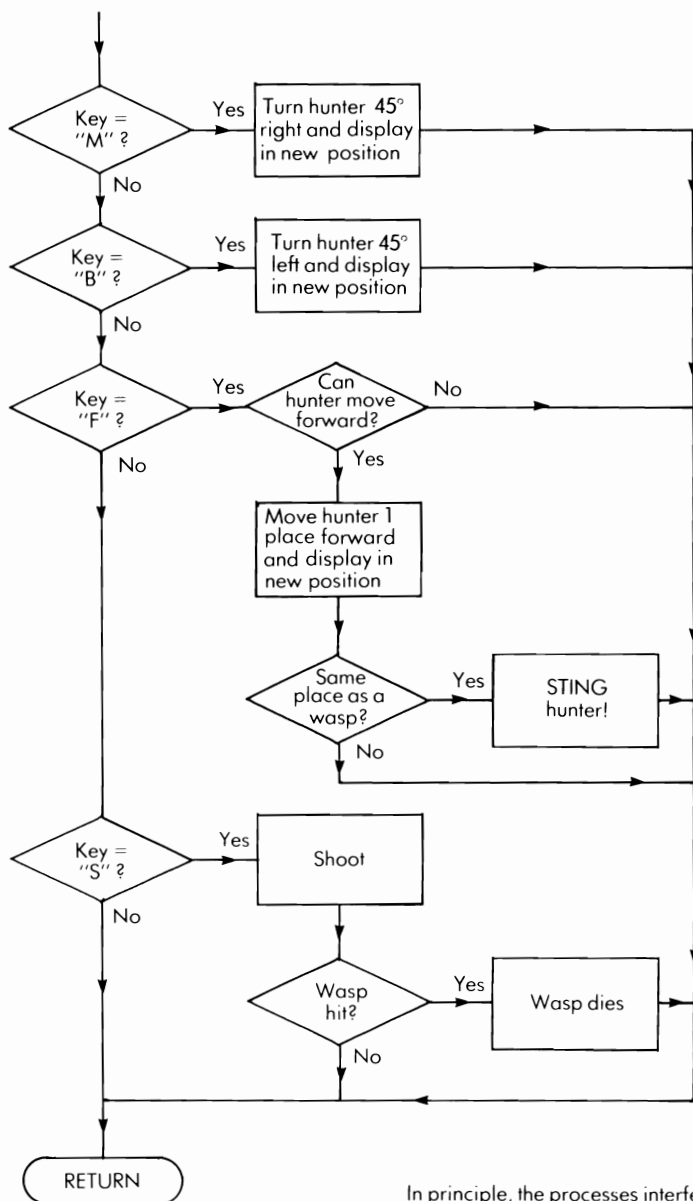 Key =
"M" ?
Yes
Turn hunter 45°
right and display
in new position
No
Key =
"B" ?
Yes
Turn hunter 45°
left and display
in new position
No
Key =
"F" ?
Yes
Can
hunter move
forward?
No
No
Yes
Move hunter 1
place forward
and display in
new position
Same
place as a
wasp?
Yes
STING
hunter!
No
Key =
"S" ?
Yes
Shoot
No
Wasp
hit?
Yes
Wasp dies
No
RETURN
In principle, the processes interfe